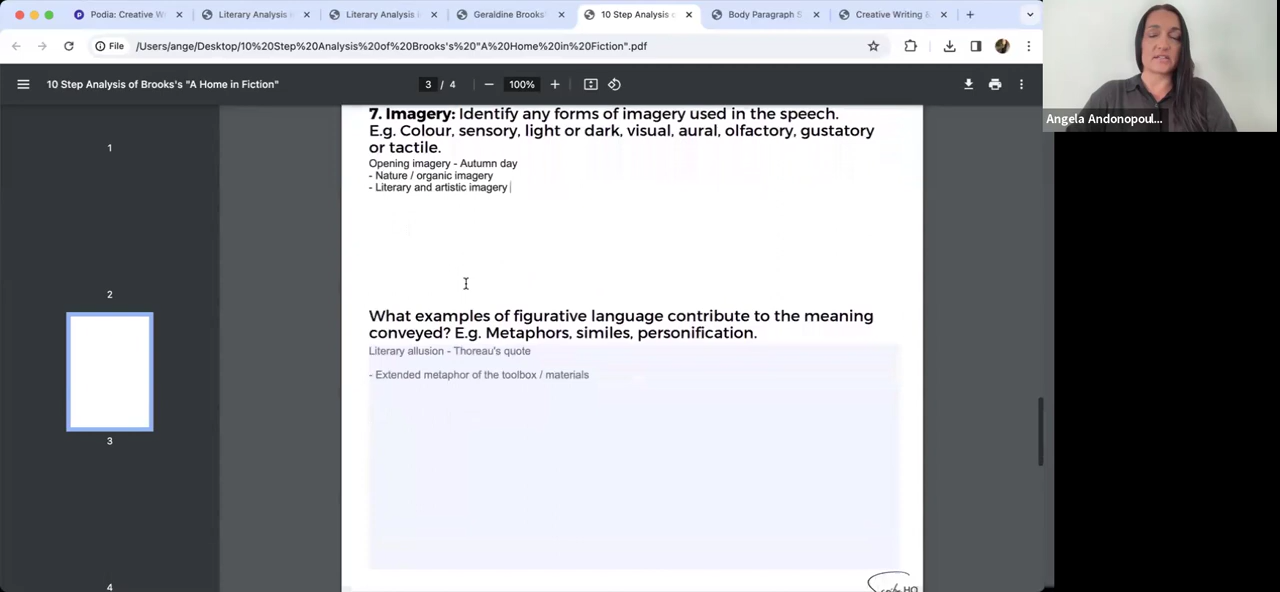 Podia: Creative Wi
Literary Analysis
Literary Analysis
Geraldine Brooks'
10 Step Analysis o
Body Paragraph S
Creative Writing &
File
/Users/ange/Desktop/10%20Step%20Analysis%20of%20Brooks's%20"A%20Home%20in%20Fiction".pdf
10 Step Analysis of Brooks's "A Home in Fiction"
3 / 4
100%
1
2
3
4
7. Imagery: Identify any forms of imagery used in the speech.
E.g. Colour, sensory, light or dark, visual, aural, olfactory, gustatory
or tactile.
Opening imagery - Autumn day
- Nature / organic imagery
- Literary and artistic imagery
What examples of figurative language contribute to the meaning
conveyed? E.g. Metaphors, similes, personification.
Literary allusion - Thoreau's quote
- Extended metaphor of the toolbox / materials
HQ
Angela Andonopoul...